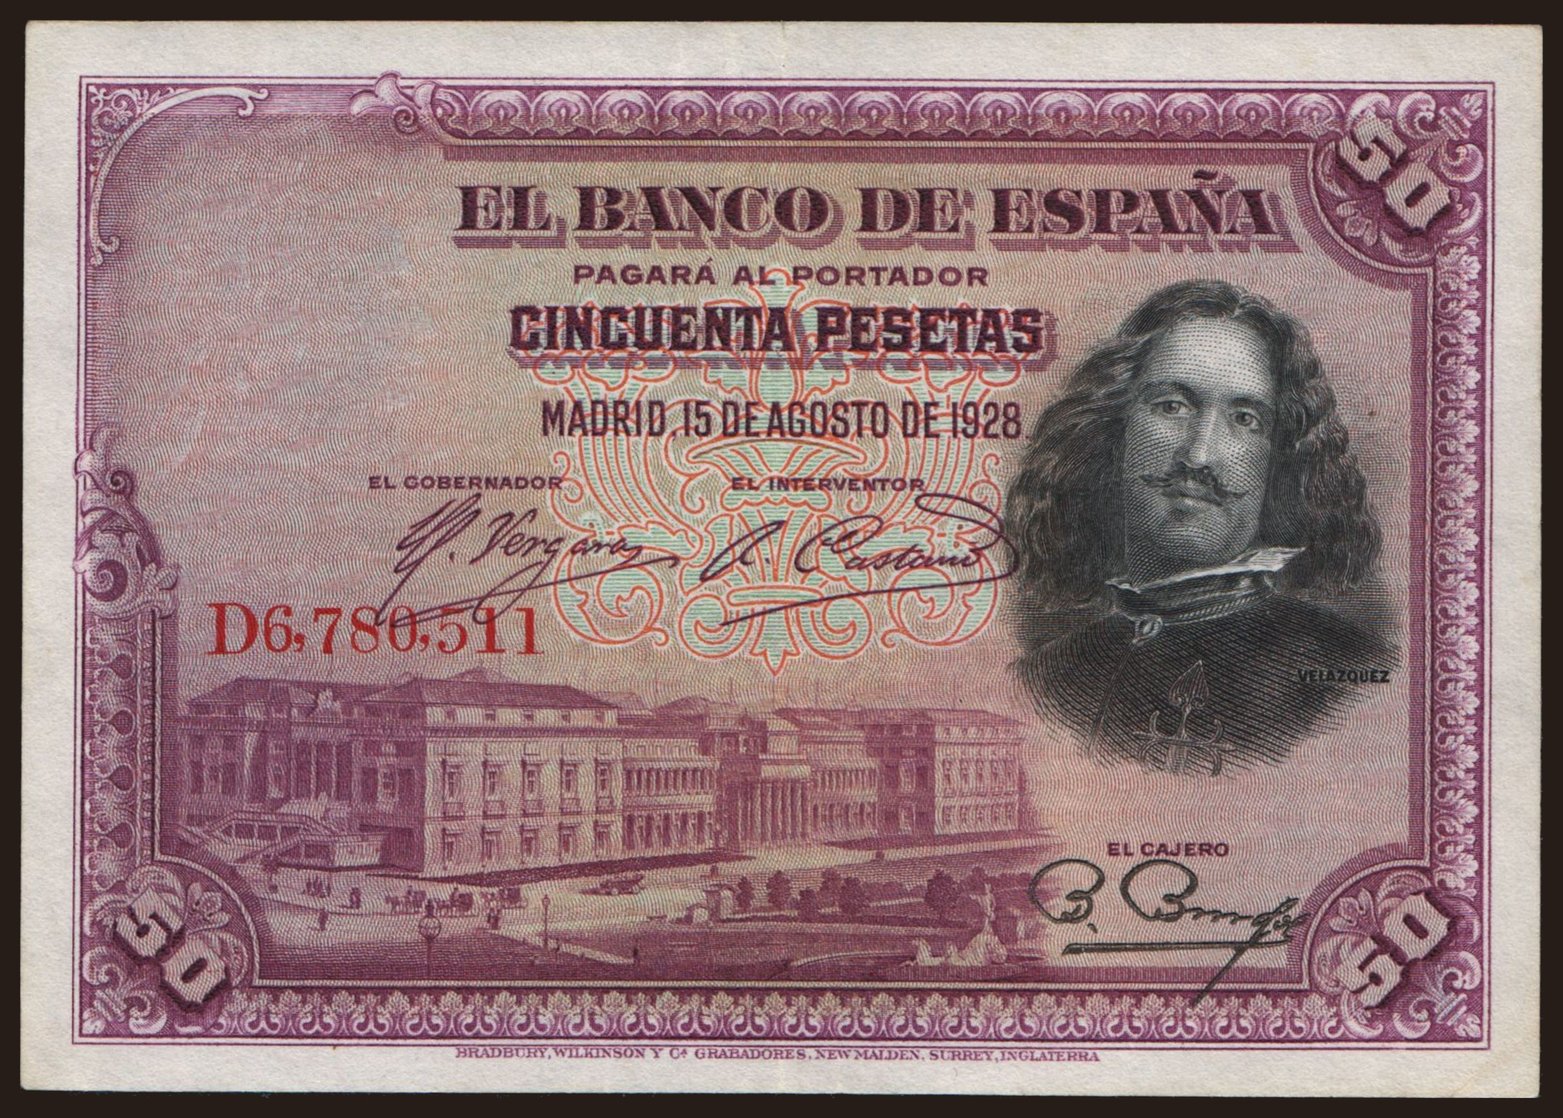 50
EL BANCO DE ESPAÑA
PAGARÁ AL PORTADOR
CINCUENTA PESETAS
MADRID 15 DE AGOSTO DE 1928.
EL GOBERNADOR EL INTERVENTOR
D6,780,511
VELAZQUEZ
EL CAJERO
50 50
BRADBURY, WILKINSON Y Cª GRABADORES, NEW MALDEN, SURREY, INGLATERRA